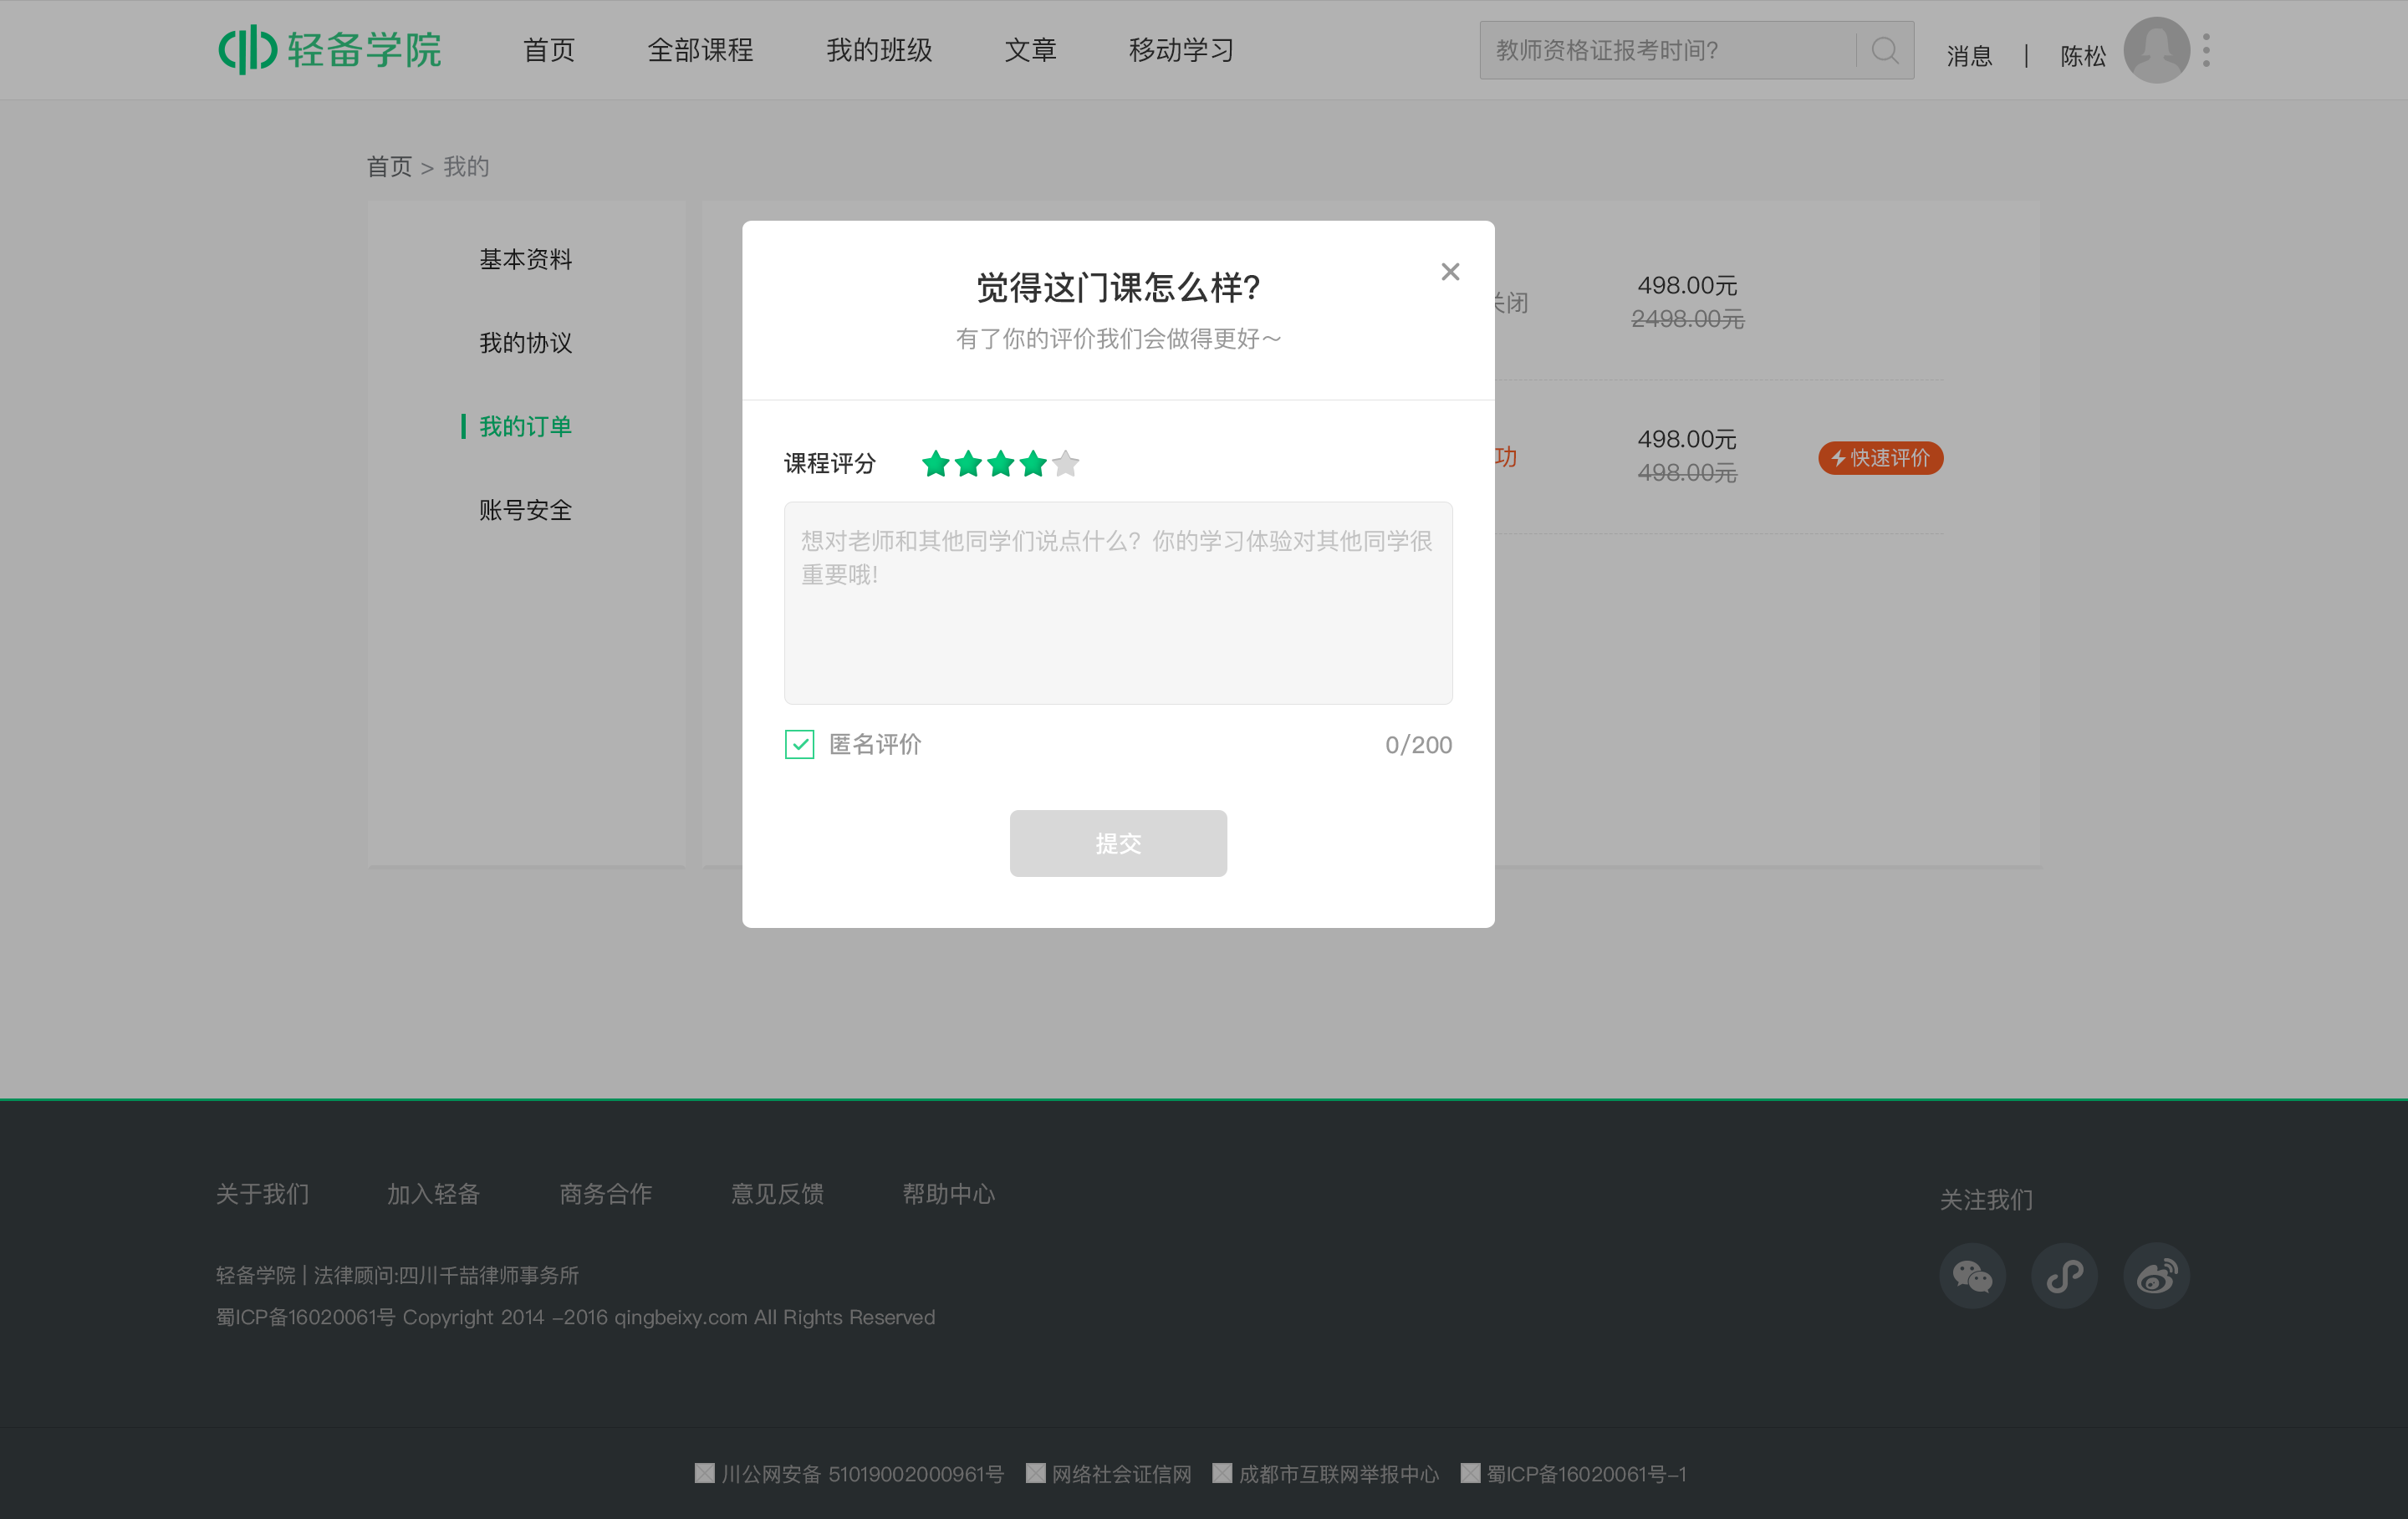 轻备学院
首页
全部课程
我的班级
文章
移动学习
教师资格证报考时间?
消息 | 陈松
首页 > 我的
基本资料
我的协议
我的订单
账号安全
觉得这门课怎么样?
有了你的评价我们会做得更好～
关闭
498.00元
2498.00元
功
498.00元
498.00元
快速评价
课程评分
想对老师和其他同学们说点什么? 你的学习体验对其他同学很
重要哦!
匿名评价
0/200
提交
关于我们
加入轻备
商务合作
意见反馈
帮助中心
关注我们
轻备学院 | 法律顾问:四川千喆律师事务所
蜀ICP备16020061号 Copyright 2014 -2016 qingbeixy.com All Rights Reserved
川公网安备 51019002000961号
网络社会证信网
成都市互联网举报中心
蜀ICP备16020061号-1